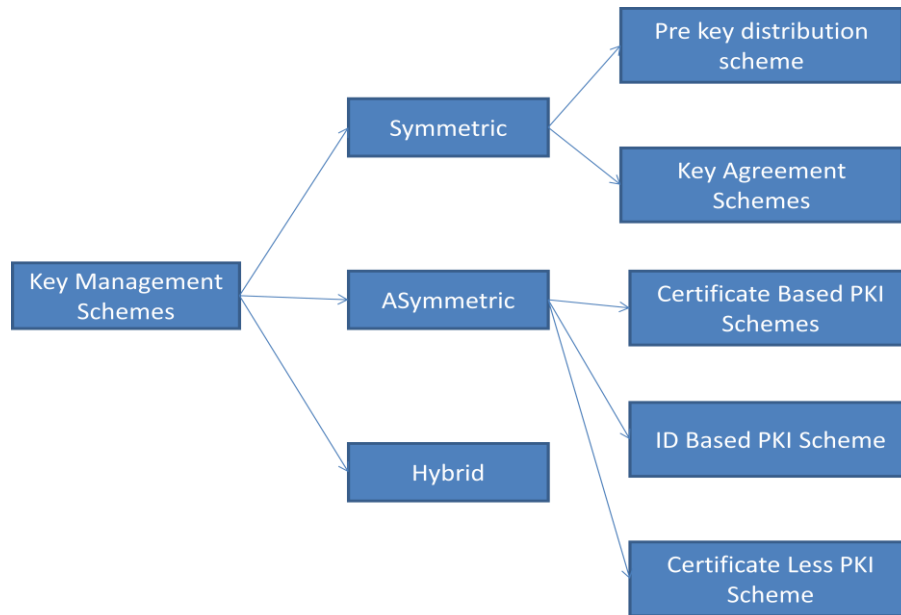 Pre key distribution
scheme
Symmetric
Key Agreement
Schemes
Key Management
Schemes
ASymmetric
Certificate Based PKI
Schemes
ID Based PKI Scheme
Hybrid
Certificate Less PKI
Scheme